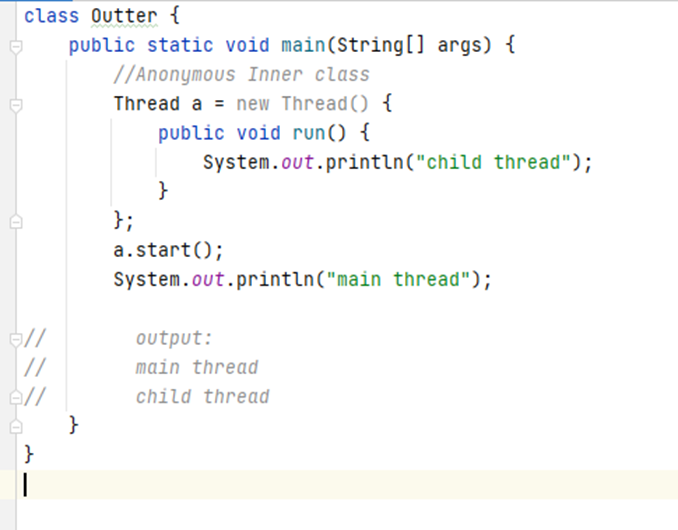 class Outter {
    public static void main(String[] args) {
        //Anonymous Inner class
        Thread a = new Thread() {
            public void run() {
                System.out.println("child thread");
            }
        };
        a.start();
        System.out.println("main thread");
//        output:
//        main thread
//        child thread
    }
}